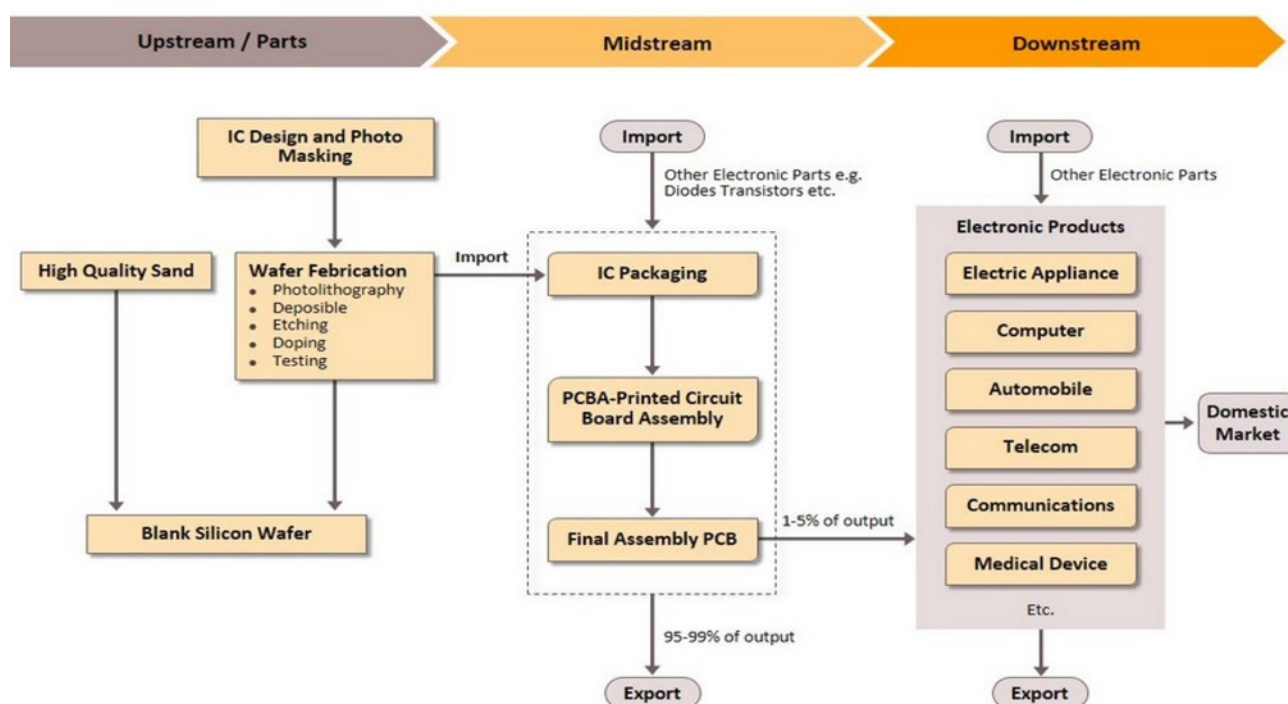 Upstream / Parts
Midstream
Downstream
IC Design and Photo
Masking
High Quality Sand
Wafer Febrication
• Photolithography
• Deposible
• Etching
• Doping
• Testing
Blank Silicon Wafer
Import
Import
Other Electronic Parts e.g.
Diodes Transistors etc.
IC Packaging
PCBA-Printed Circuit
Board Assembly
Final Assembly PCB
1-5% of output
95-99% of output
Export
Import
Other Electronic Parts
Electronic Products
Electric Appliance
Computer
Automobile
Telecom
Communications
Medical Device
Etc.
Export
Domestic
Market